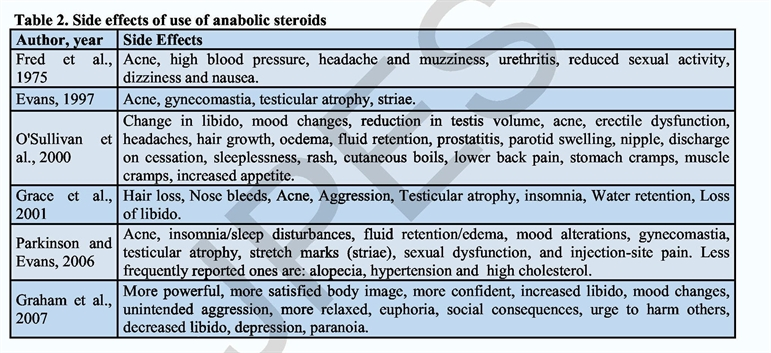 Table 2. Side effects of use of anabolic steroids
Author, year Side Effects
Fred et al., 1975
Acne, high blood pressure, headache and muzziness, urethritis, reduced sexual activity,
dizziness and nausea.
Evans, 1997 Acne, gynecomastia, testicular atrophy, striae.
O'Sullivan et al., 2000
Change in libido, mood changes, reduction in testis volume, acne, erectile dysfunction,
headaches, hair growth, oedema, fluid retention, prostatitis, parotid swelling, nipple, discharge
on cessation, sleeplessness, rash, cutaneous boils, lower back pain, stomach cramps, muscle
cramps, increased appetite.
Grace et al., 2001
Hair loss, Nose bleeds, Acne, Aggression, Testicular atrophy, insomnia, Water retention, Loss
of libido.
Parkinson and Evans, 2006
Acne, insomnia/sleep disturbances, fluid retention/edema, mood alterations, gynecomastia,
testicular atrophy, stretch marks (striae), sexual dysfunction, and injection-site pain. Less
frequently reported ones are: alopecia, hypertension and high cholesterol.
Graham et al., 2007
More powerful, more satisfied body image, more confident, increased libido, mood changes,
unintended aggression, more relaxed, euphoria, social consequences, urge to harm others,
decreased libido, depression, paranoia.
JPES